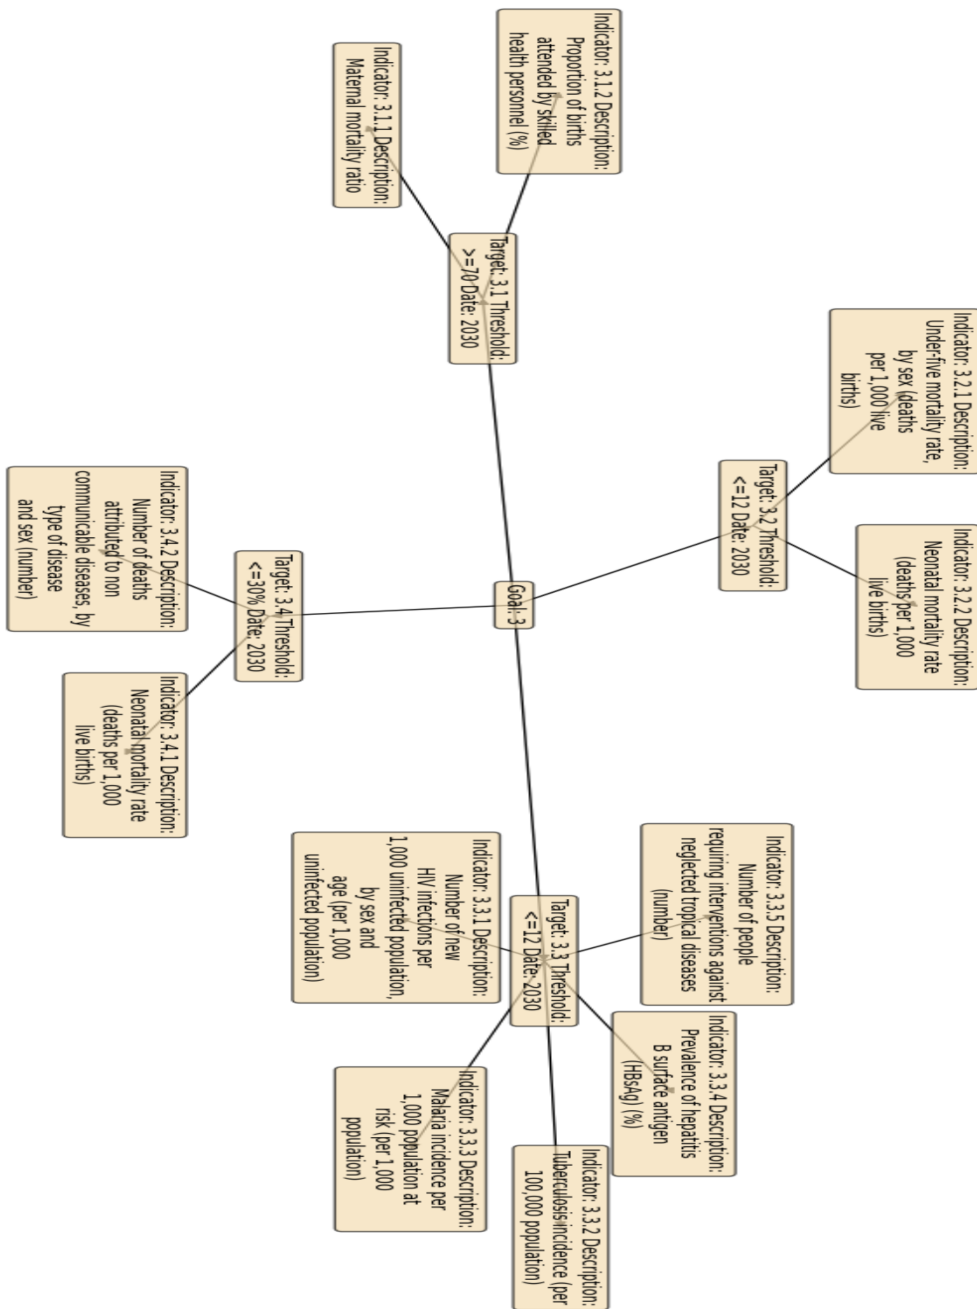 Indicator: 3.1.2 Description:
Proportion of births
attended by skilled
health personnel (%)
Indicator: 3.1.1 Description:
Maternal mortality ratio
Target: 3.1 Threshold:
>=70 Date: 2030
Indicator: 3.2.1 Description:
Under-five mortality rate,
by sex (deaths
per 1,000 live
births)
Indicator: 3.2.2 Description:
Neonatal mortality rate
(deaths per 1,000
live births)
Target: 3.2 Threshold:
<=12 Date: 2030
Goal: 3
Target: 3.4 Threshold:
<=30% Date: 2030
Indicator: 3.4.2 Description:
Number of deaths
attributed to non
communicable diseases, by
type of disease
and sex (number)
Indicator: 3.4.1 Description:
Neonatal mortality rate
(deaths per 1,000
live births)
Indicator: 3.3.5 Description:
Number of people
requiring interventions against
neglected tropical diseases
(number)
Indicator: 3.3.4 Description:
Prevalence of hepatitis
B surface antigen
(HBsAg) (%)
Target: 3.3 Threshold:
<=12 Date: 2030
Indicator: 3.3.1 Description:
Number of new
HIV infections per
1,000 uninfected population,
by sex and
age (per 1,000
uninfected population)
Indicator: 3.3.3 Description:
Malaria incidence per
1,000 population at
risk (per 1,000
population)
Indicator: 3.3.2 Description:
Tuberculosis incidence (per
100,000 population)